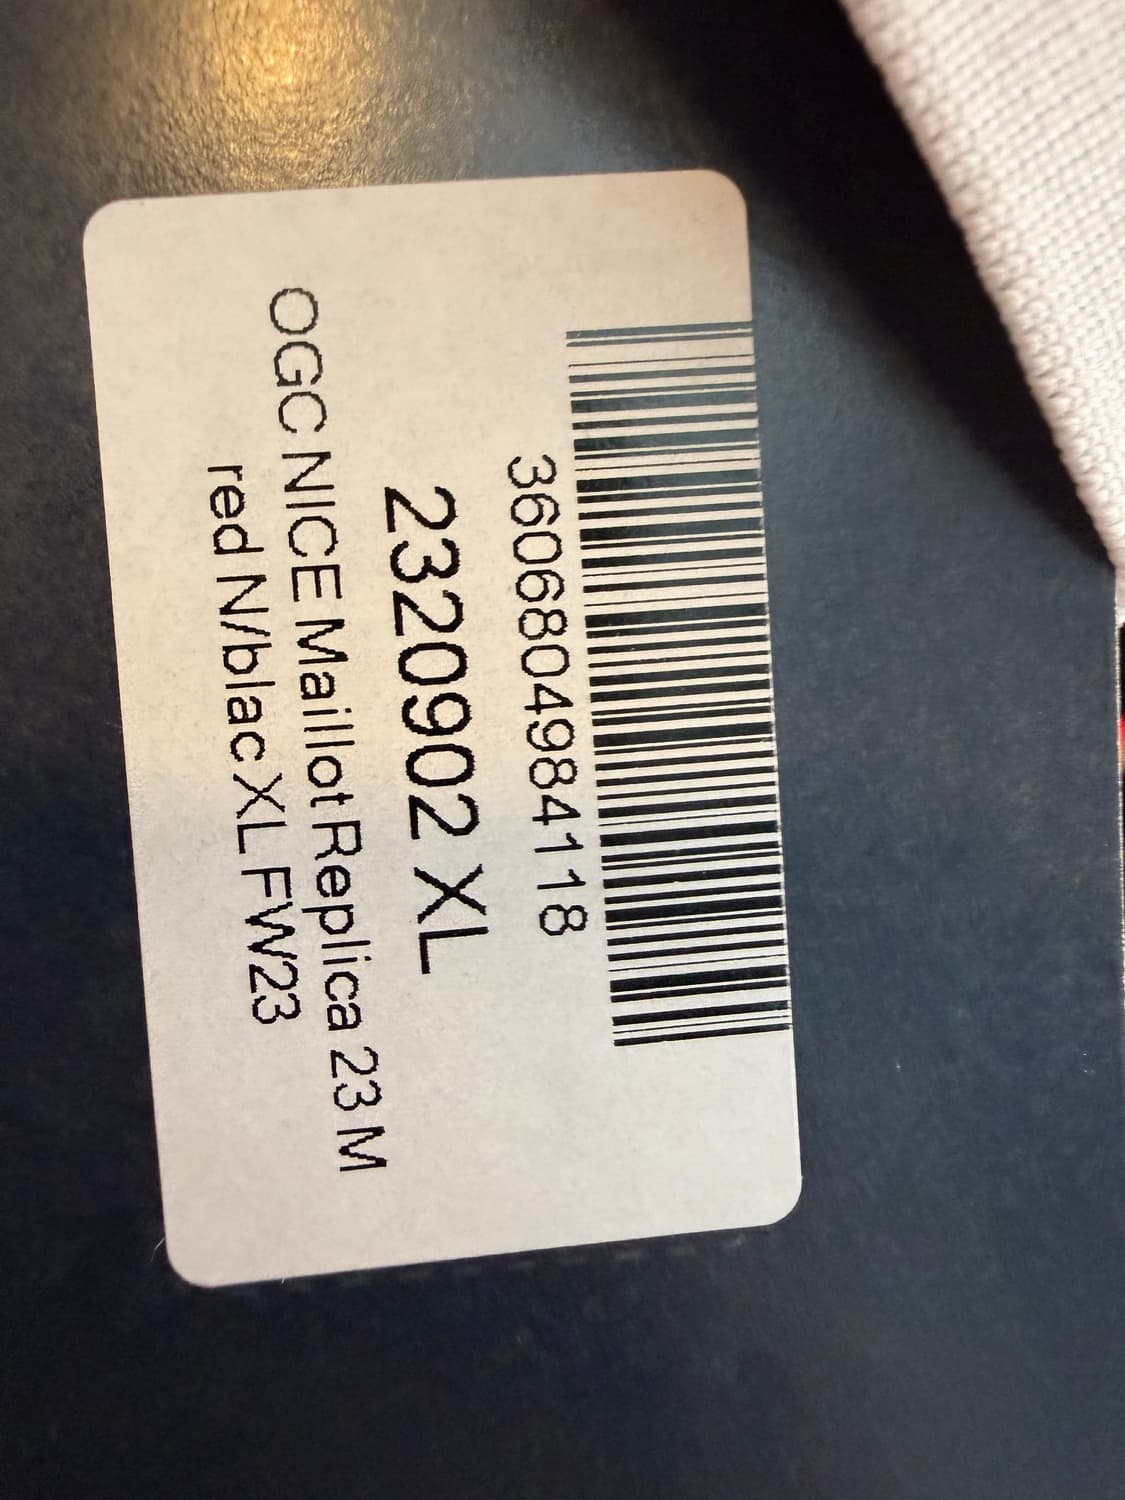 3606804984118
2320902 XL
OGC NICE Maillot Replica 23 M
red N/blac XL FW23